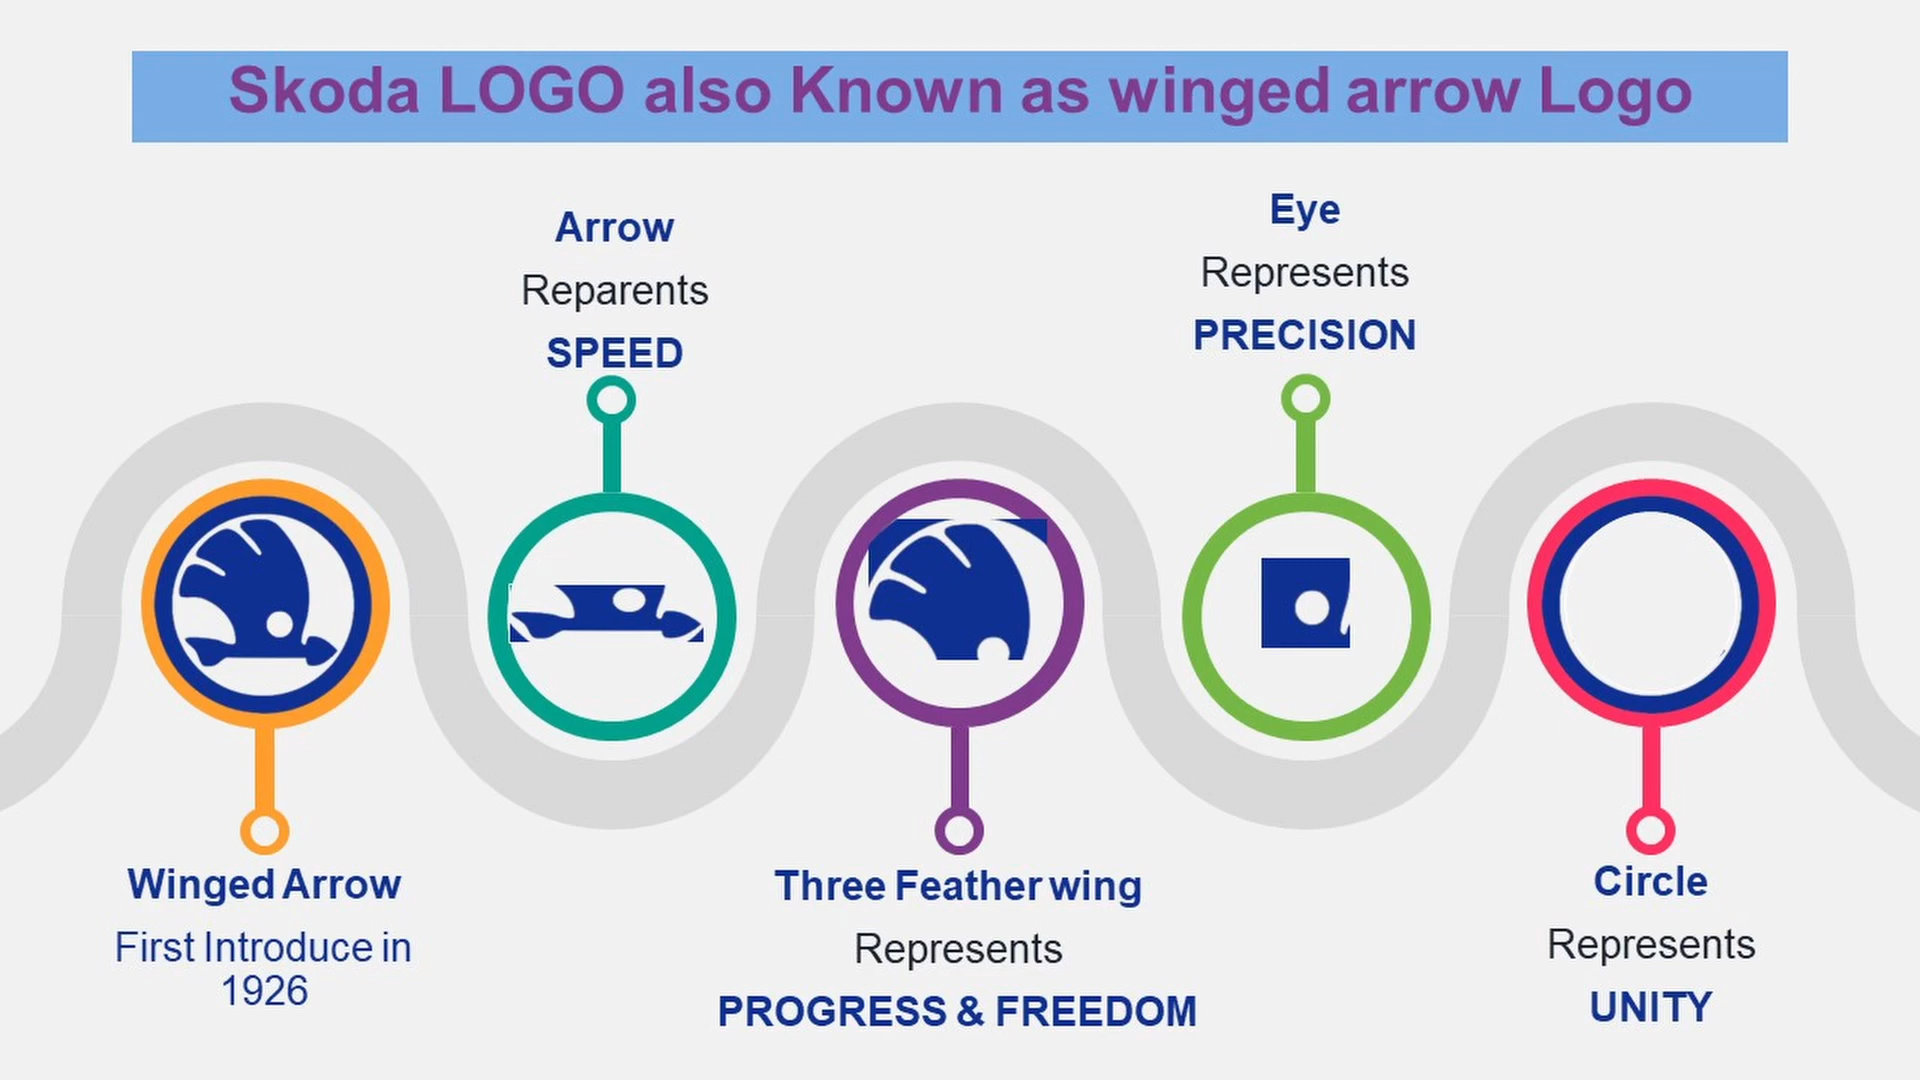 Skoda LOGO also Known as winged arrow Logo
Arrow
Reparents
SPEED
Eye
Represents
PRECISION
Winged Arrow
First Introduce in
1926
Three Feather wing
Represents
PROGRESS & FREEDOM
Circle
Represents
UNITY